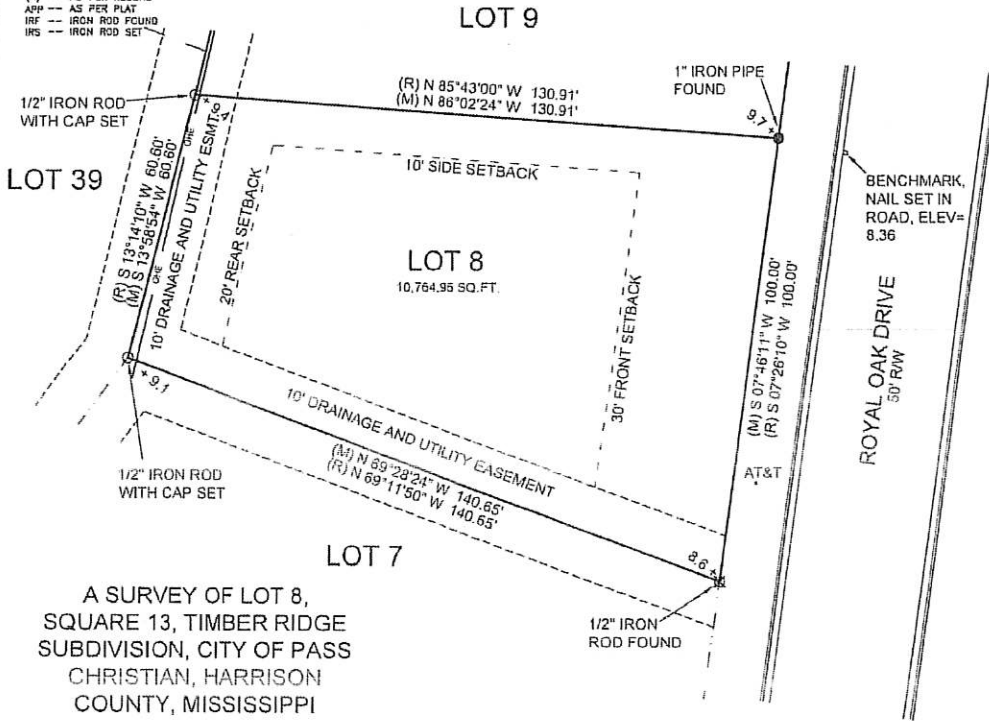 APP -- AS PER PLAT
IRF -- IRON ROD FOUND
IRS -- IRON ROD SET
LOT 9
1/2" IRON ROD
WITH CAP SET
(R) N 85°43'00" W 130.91'
(M) N 86°02'24" W 130.91'
1" IRON PIPE
FOUND
9.7 +
+ 9.4
LOT 39
(R) S 13°14'10" W 60.60'
(M) S 13°58'54" W 60.60'
OHE
OHE
10' DRAINAGE AND UTILITY ESMT.
20' REAR SETBACK
10' SIDE SETBACK
LOT 8
10,764.95 SQ.FT.
30' FRONT SETBACK
(M) S 07°46'11" W 100.00'
(R) S 07°26'10" W 100.00'
BENCHMARK,
NAIL SET IN
ROAD, ELEV=
8.36
ROYAL OAK DRIVE
50' R/W
AT&T
+ 9.1
10' DRAINAGE AND UTILITY EASEMENT
(M) N 69°28'24" W 140.65'
(R) N 69°11'50" W 140.65'
8.6 +
1/2" IRON ROD
WITH CAP SET
LOT 7
1/2" IRON
ROD FOUND
A SURVEY OF LOT 8,
SQUARE 13, TIMBER RIDGE
SUBDIVISION, CITY OF PASS
CHRISTIAN, HARRISON
COUNTY, MISSISSIPPI